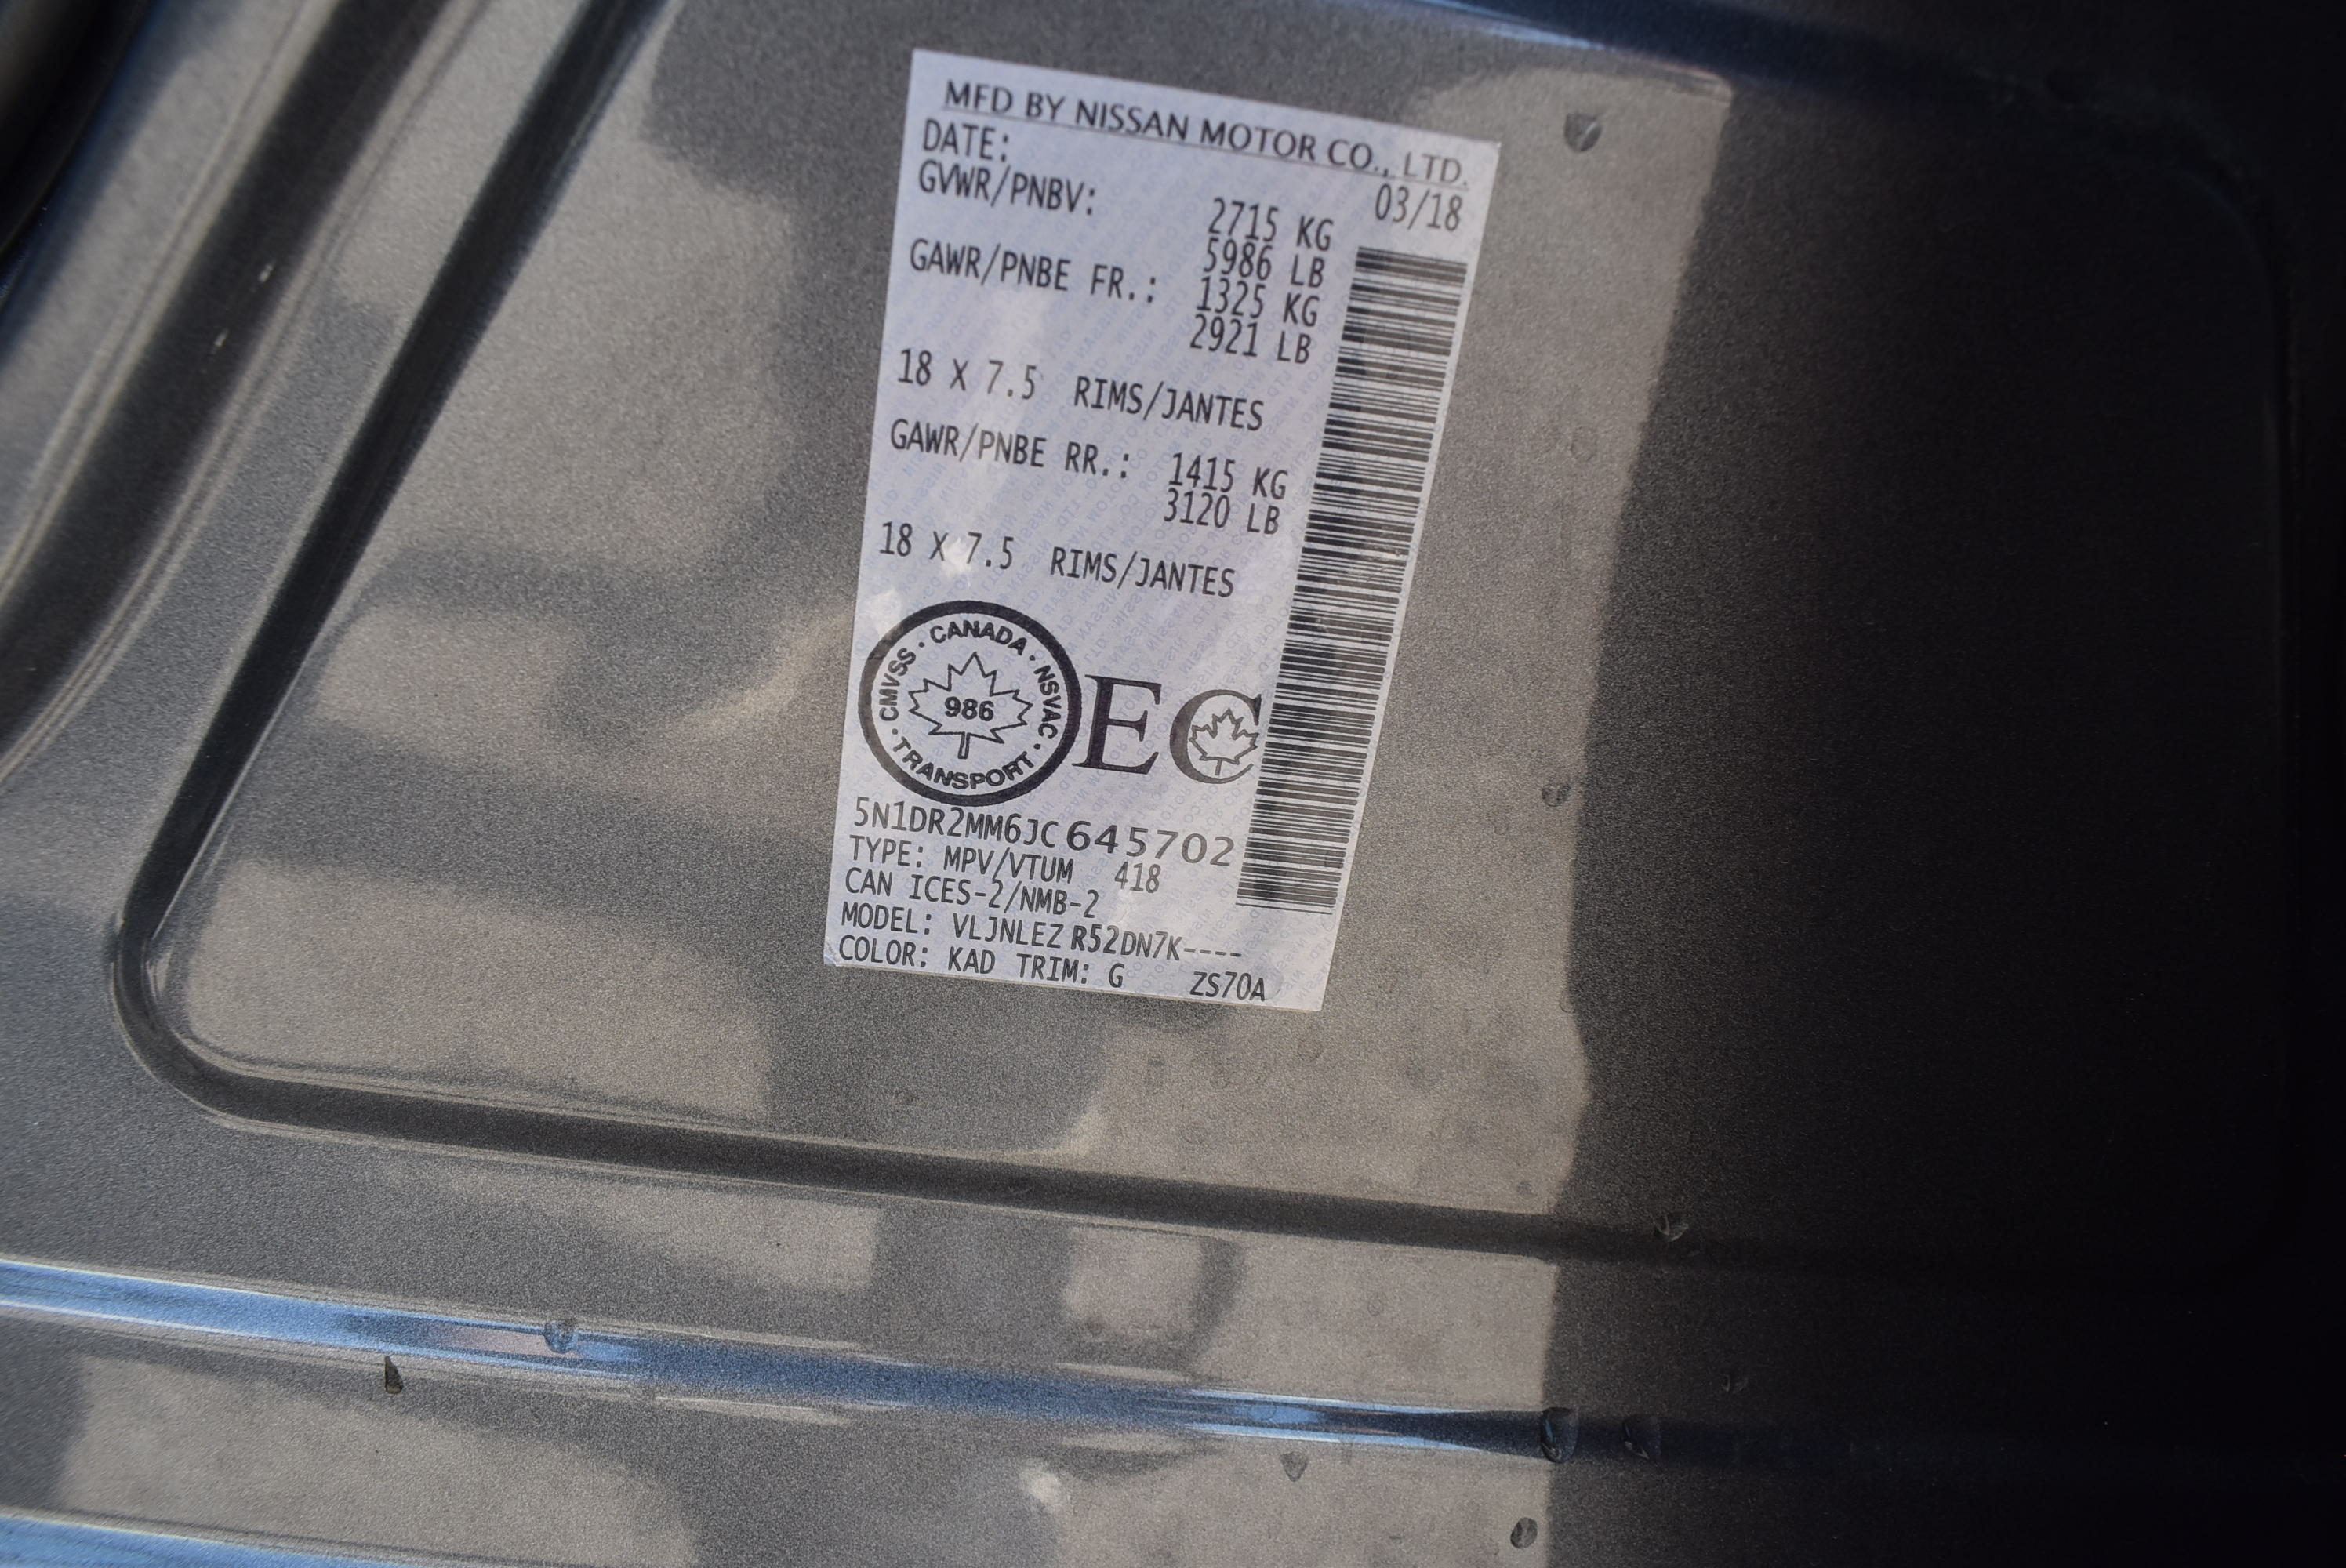 MFD BY NISSAN MOTOR CO., LTD.
DATE: 03/18
GVWR/PNBV: 2715 KG
5986 LB
GAWR/PNBE FR.: 1325 KG
2921 LB
18 X 7.5 RIMS/JANTES
GAWR/PNBE RR.: 1415 KG
3120 LB
18 X 7.5 RIMS/JANTES
CANADA · NSVAC · TRANSPORT · CMVSS ·
986
EC
5N1DR2MM6JC645702
TYPE: MPV/VTUM 418
CAN ICES-2/NMB-2
MODEL: VLJNLEZ R52DN7K----
COLOR: KAD TRIM: G ZS70A